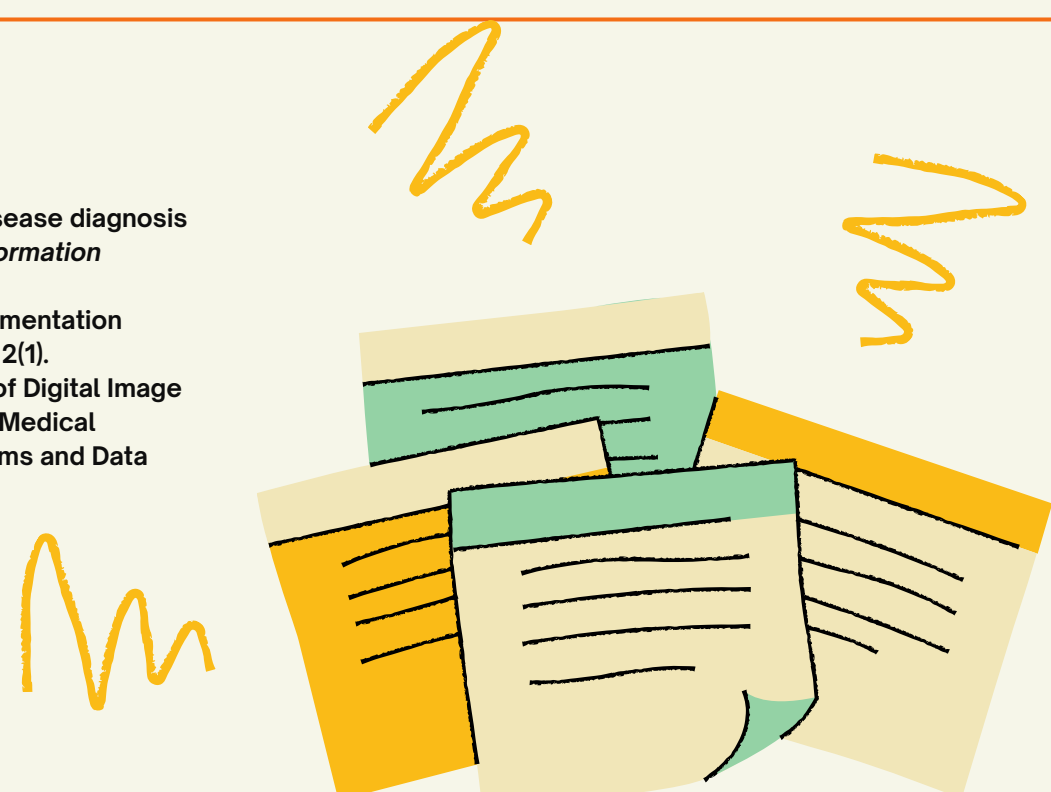 sease diagnosis
ormation
mentation
2(1).
of Digital Image
Medical
ms and Data